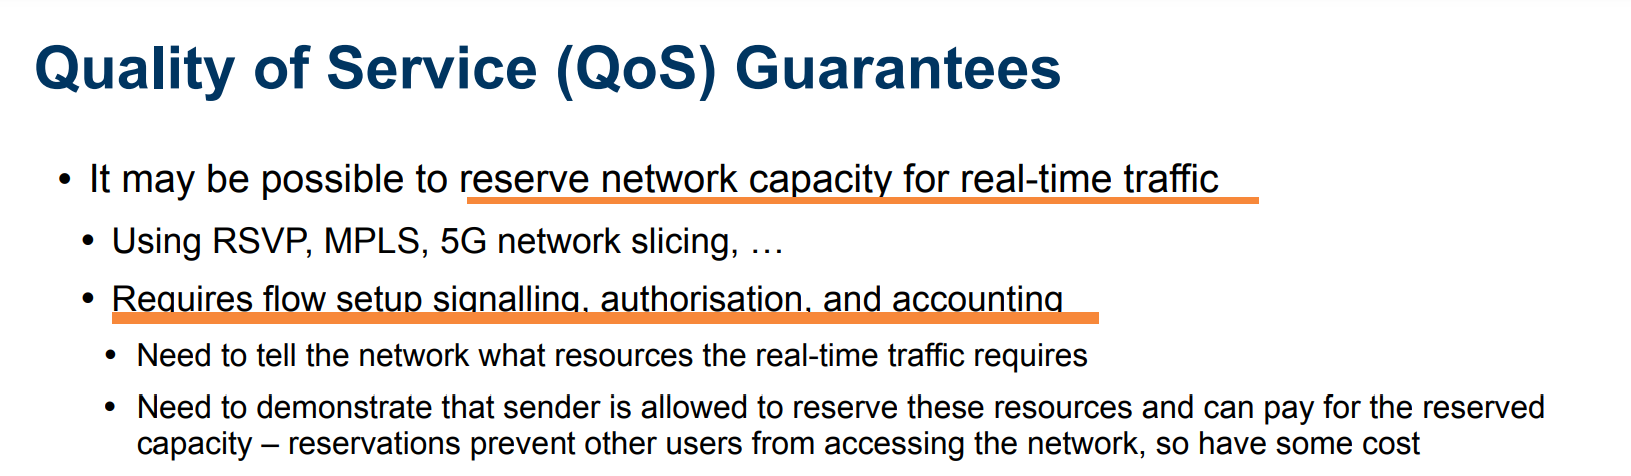 Quality of Service (QoS) Guarantees
• It may be possible to reserve network capacity for real-time traffic
• Using RSVP, MPLS, 5G network slicing, …
• Requires flow setup signalling, authorisation, and accounting
• Need to tell the network what resources the real-time traffic requires
• Need to demonstrate that sender is allowed to reserve these resources and can pay for the reserved
capacity – reservations prevent other users from accessing the network, so have some cost